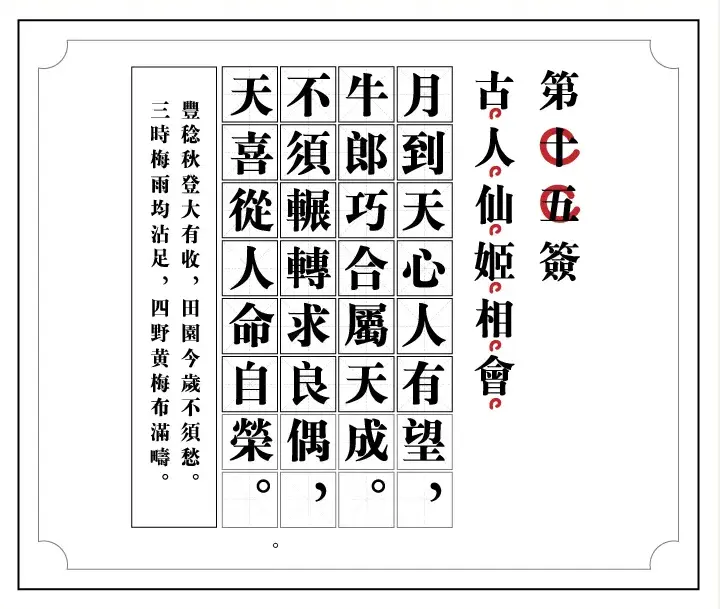 第十五簽
古人仙姬相會
月到天心人有望，
牛郎巧合屬天成。
不須輾轉求良偶，
天喜從人命自榮。
豐稔秋登大有收，田園今歲不須愁。
三時梅雨均沾足，四野黄梅布滿疇。
。